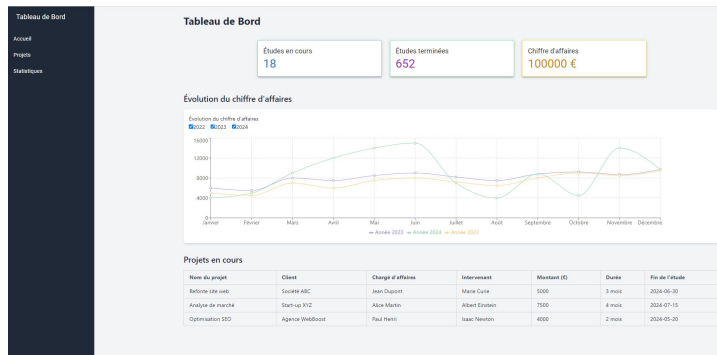 Tableau de Bord
Accueil
Projets
Statistiques
Tableau de Bord
Études en cours
18
Études terminées
652
Chiffre d'affaires
100000 €
Évolution du chiffre d'affaires
Évolution du chiffre d'affaires
2022 2023 2024
16000
12000
8000
4000
0
Janvier Février Mars Avril Mai Juin Juillet Août Septembre Octobre Novembre Décembre
Année 2023 Année 2024 Année 2022
Projets en cours
Nom du projet Client Chargé d'affaires Intervenant Montant (€) Durée Fin de l'étude
Refonte site web Société ABC Jean Dupont Marie Curie 5000 3 mois 2024-06-30
Analyse de marché Start-up XYZ Alice Martin Albert Einstein 7500 4 mois 2024-07-15
Optimisation SEO Agence WebBoost Paul Henri Isaac Newton 4000 2 mois 2024-05-20